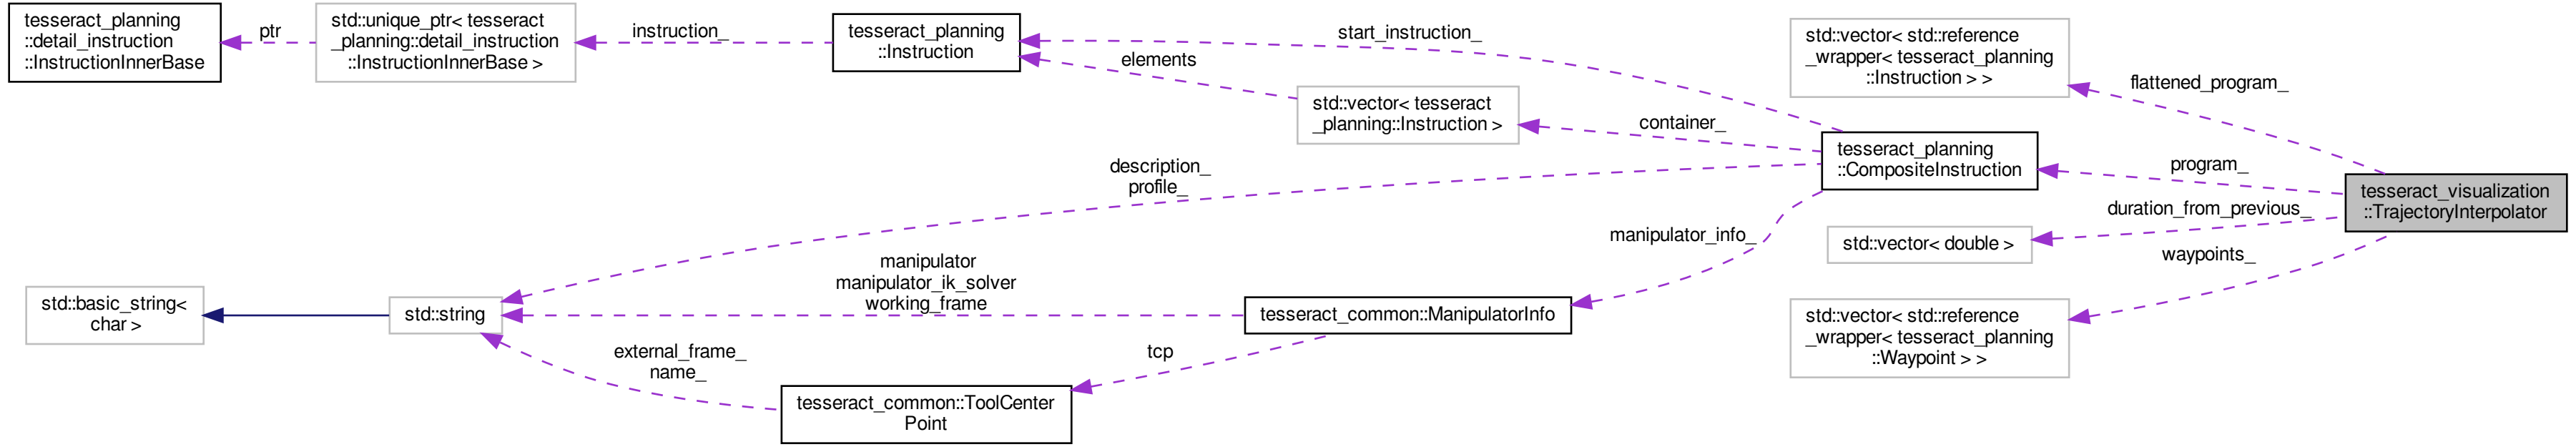 tesseract_planning
::detail_instruction
::InstructionInnerBase
ptr
std::unique_ptr< tesseract
_planning::detail_instruction
::InstructionInnerBase >
instruction_
tesseract_planning
::Instruction
start_instruction_
elements
std::vector< tesseract
_planning::Instruction >
container_
std::vector< std::reference
_wrapper< tesseract_planning
::Instruction > >
flattened_program_
tesseract_planning
::CompositeInstruction
program_
tesseract_visualization
::TrajectoryInterpolator
description_
profile_
duration_from_previous_
std::vector< double >
manipulator_info_
waypoints_
manipulator
manipulator_ik_solver
working_frame
std::basic_string<
char >
std::string
tesseract_common::ManipulatorInfo
std::vector< std::reference
_wrapper< tesseract_planning
::Waypoint > >
external_frame_
name_
tcp
tesseract_common::ToolCenter
Point